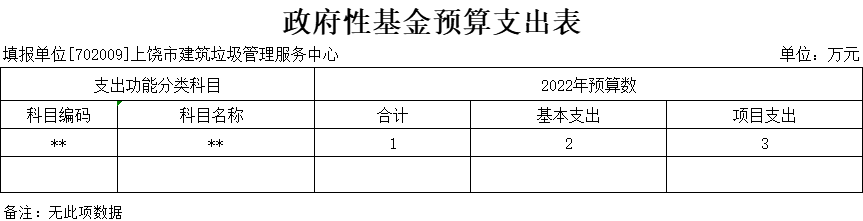 政府性基金预算支出表
填报单位[702009]上饶市建筑垃圾管理服务中心 单位：万元
支出功能分类科目 2022年预算数
科目编码 科目名称 合计 基本支出 项目支出
** ** 1 2 3
备注：无此项数据